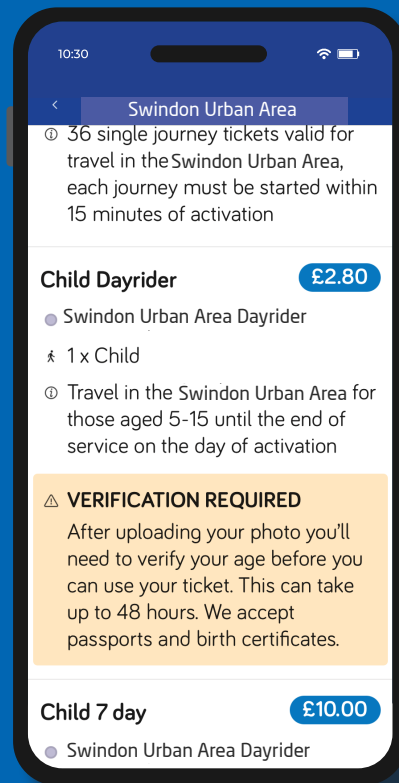 10:30
Swindon Urban Area
36 single journey tickets valid for
travel in the Swindon Urban Area,
each journey must be started within
15 minutes of activation
Child Dayrider £2.80
Swindon Urban Area Dayrider
1 x Child
Travel in the Swindon Urban Area for
those aged 5-15 until the end of
service on the day of activation
VERIFICATION REQUIRED
After uploading your photo you'll
need to verify your age before you
can use your ticket. This can take
up to 48 hours. We accept
passports and birth certificates.
Child 7 day £10.00
Swindon Urban Area Dayrider